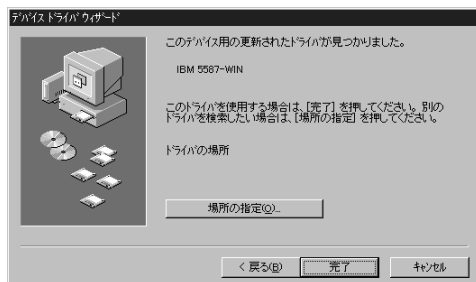 ﾃﾞﾊﾞｲｽ ﾄﾞﾗｲﾊﾞ ｳｨｻﾞｰﾄﾞ
このﾃﾞﾊﾞｲｽ用の更新されたﾄﾞﾗｲﾊﾞが見つかりました。
IBM 5587-WIN
このﾄﾞﾗｲﾊﾞを使用する場合は、[完了] を押してください。別の
ﾄﾞﾗｲﾊﾞを検索したい場合は、[場所の指定] を押してください。
ﾄﾞﾗｲﾊﾞの場所
場所の指定(O)...
< 戻る(B)
完了
ｷｬﾝｾﾙ